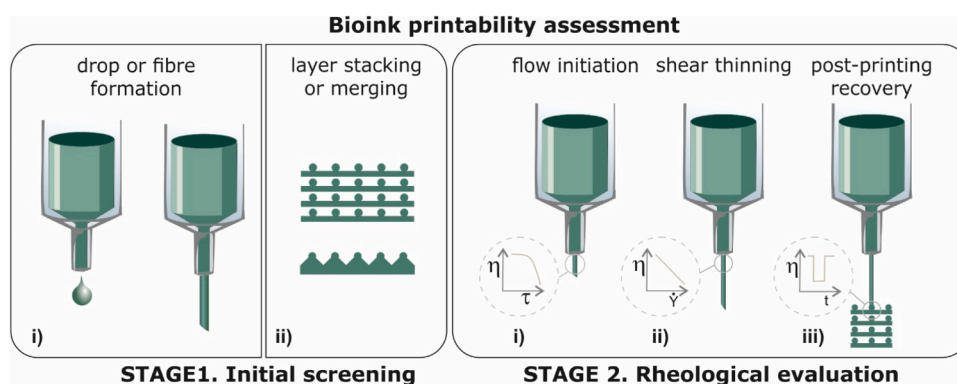 Bioink printability assessment
drop or fibre
formation
i)
layer stacking
or merging
ii)
STAGE1. Initial screening
flow initiation
η
τ
i)
shear thinning
η
γ̇
ii)
post-printing
recovery
η
t
iii)
STAGE 2. Rheological evaluation